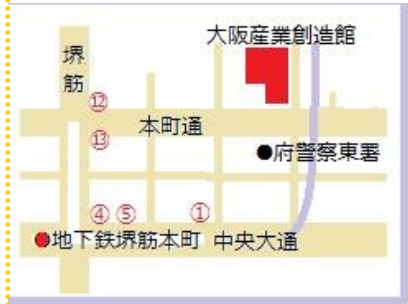 大阪産業創造館
堺筋
⑫
本町通
⑬
●府警察東署
④ ⑤ ①
●地下鉄堺筋本町 中央大通